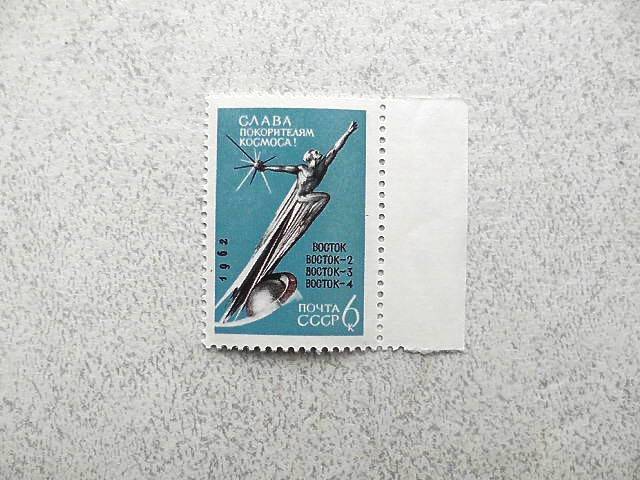 СЛАВА
ПОКОРИТЕЛЯМ
КОСМОСА!
1962
ВОСТОК
ВОСТОК-2
ВОСТОК-3
ВОСТОК-4
ПОЧТА
СССР 6
К